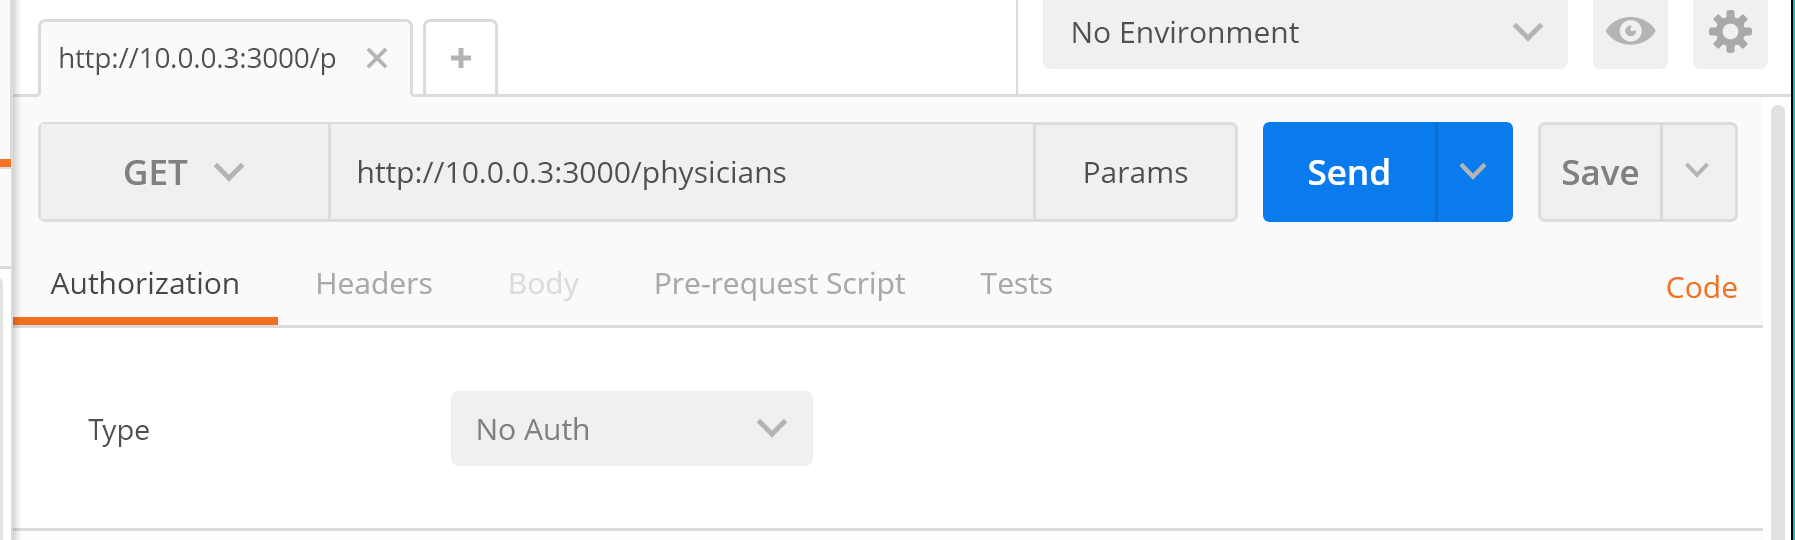 http://10.0.0.3:3000/p
No Environment
GET
http://10.0.0.3:3000/physicians
Params
Send
Save
Authorization
Headers
Body
Pre-request Script
Tests
Code
Type
No Auth